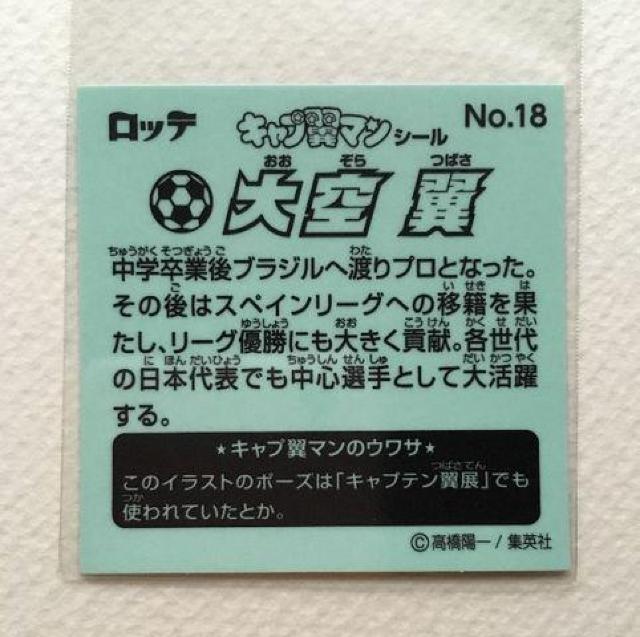 ロッテ キャプ翼マンシール No.18
おお ぞら つばさ
大空 翼
ちゅうがくそつぎょうご わた
中学卒業後ブラジルへ渡りプロとなった。
ご い せき は
その後はスペインリーグへの移籍を果
ゆうしょう おお こうけん かく せ だい
たし、リーグ優勝にも大きく貢献。各世代
に ほんだいひょう ちゅうしんせんしゅ だいかつやく
の日本代表でも中心選手として大活躍
する。
★キャプ翼マンのウワサ★
つばさてん
このイラストのポーズは「キャプテン翼展」でも
つか
使われていたとか。
©高橋陽一/集英社